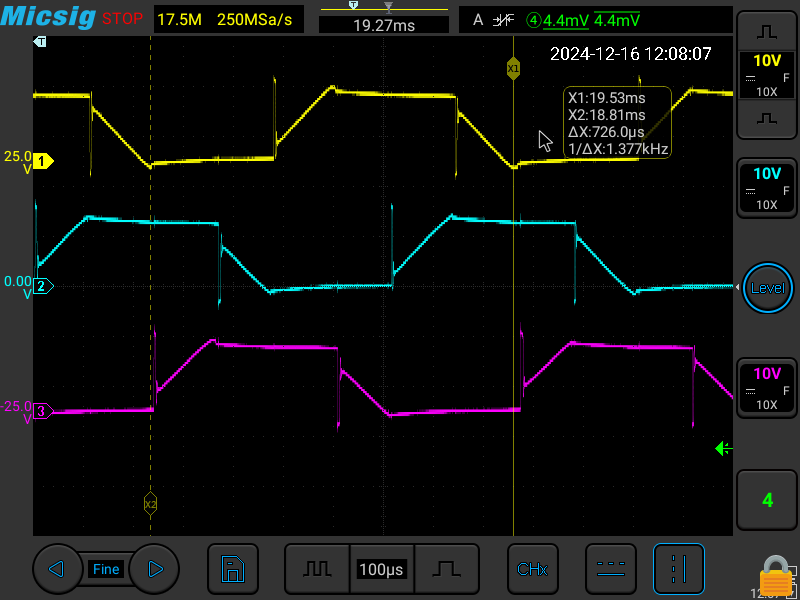 Micsig STOP 17.5M 250MSa/s T 19.27ms A 4 4.4mV 4.4mV
T
2024-12-16 12:08:07
X1
X1:19.53ms
X2:18.81ms
ΔX:726.0µs
1/ΔX:1.377kHz
25.0
V
1
0.00
V
2
-25.0
V
3
X2
10V
F
10X
10V
F
10X
Level
10V
F
10X
4
Fine
100µs
CHx